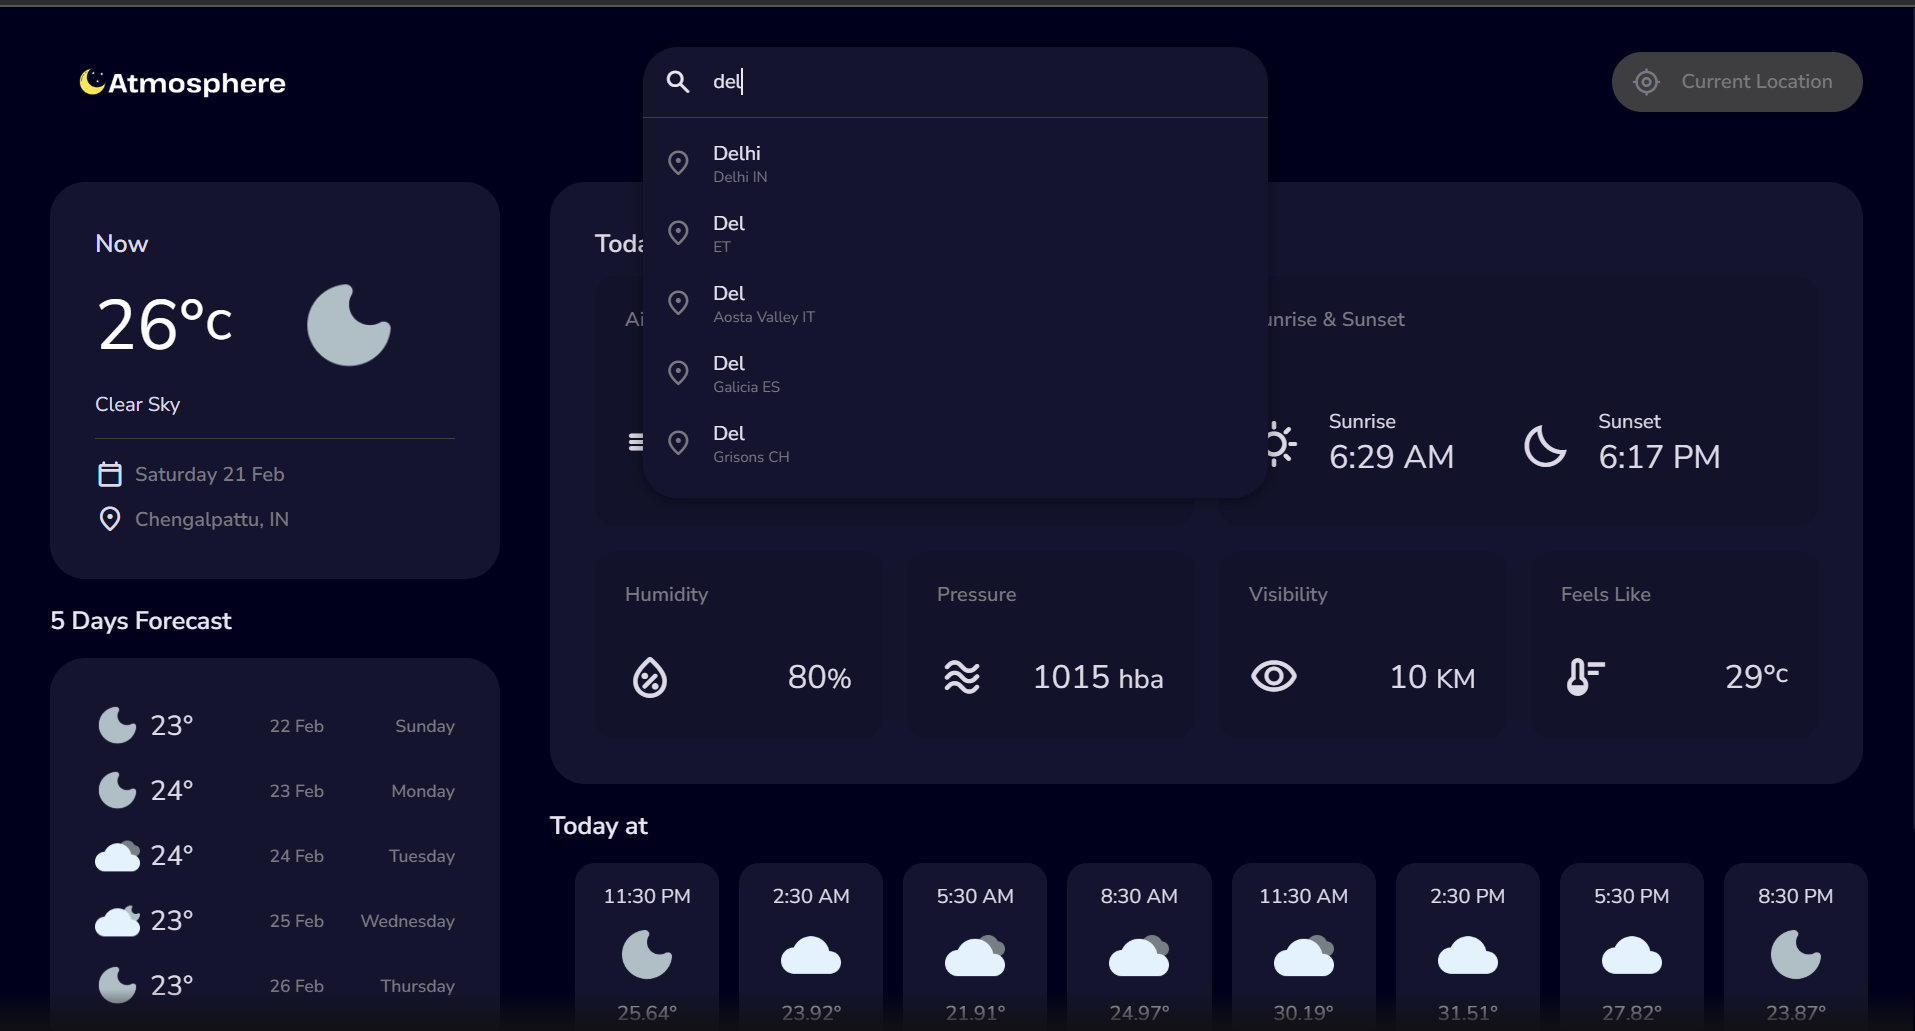 Atmosphere
del
Current Location
Delhi
Delhi IN
Del
ET
Del
Aosta Valley IT
Del
Galicia ES
Del
Grisons CH
Now
26°c
Clear Sky
Saturday 21 Feb
Chengalpattu, IN
5 Days Forecast
23° 22 Feb Sunday
24° 23 Feb Monday
24° 24 Feb Tuesday
23° 25 Feb Wednesday
23° 26 Feb Thursday
Toda
Ai
unrise & Sunset
Sunrise
6:29 AM
Sunset
6:17 PM
Humidity
80%
Pressure
1015 hba
Visibility
10 KM
Feels Like
29°c
Today at
11:30 PM 2:30 AM 5:30 AM 8:30 AM 11:30 AM 2:30 PM 5:30 PM 8:30 PM
25.64° 23.92° 21.91° 24.97° 30.19° 31.51° 27.82° 23.87°